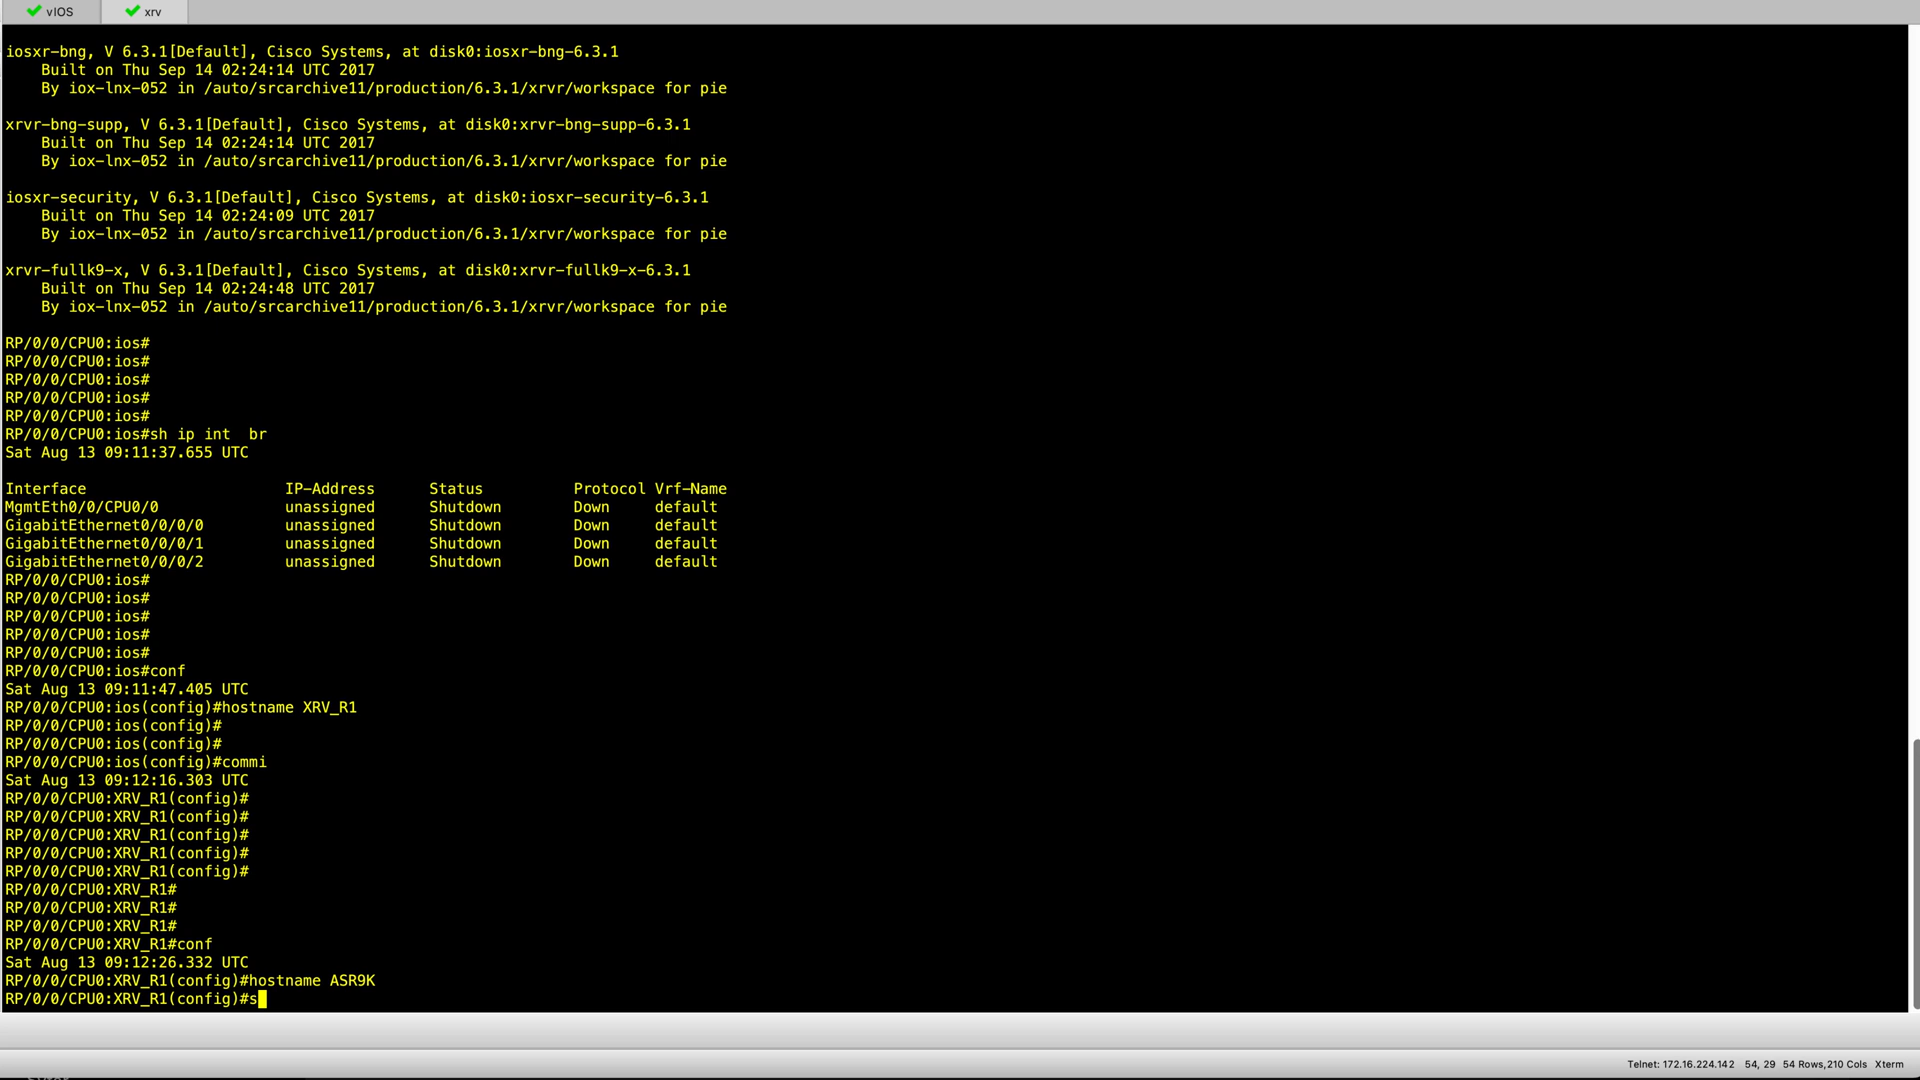 vIOS
xrv
iosxr-bng, V 6.3.1[Default], Cisco Systems, at disk0:iosxr-bng-6.3.1
Built on Thu Sep 14 02:24:14 UTC 2017
By iox-lnx-052 in /auto/srcarchive11/production/6.3.1/xrvr/workspace for pie
xrvr-bng-supp, V 6.3.1[Default], Cisco Systems, at disk0:xrvr-bng-supp-6.3.1
Built on Thu Sep 14 02:24:14 UTC 2017
By iox-lnx-052 in /auto/srcarchive11/production/6.3.1/xrvr/workspace for pie
iosxr-security, V 6.3.1[Default], Cisco Systems, at disk0:iosxr-security-6.3.1
Built on Thu Sep 14 02:24:09 UTC 2017
By iox-lnx-052 in /auto/srcarchive11/production/6.3.1/xrvr/workspace for pie
xrvr-fullk9-x, V 6.3.1[Default], Cisco Systems, at disk0:xrvr-fullk9-x-6.3.1
Built on Thu Sep 14 02:24:48 UTC 2017
By iox-lnx-052 in /auto/srcarchive11/production/6.3.1/xrvr/workspace for pie
RP/0/0/CPU0:ios#
RP/0/0/CPU0:ios#
RP/0/0/CPU0:ios#
RP/0/0/CPU0:ios#
RP/0/0/CPU0:ios#
RP/0/0/CPU0:ios#sh ip int  br
Sat Aug 13 09:11:37.655 UTC
Interface IP-Address Status Protocol Vrf-Name
MgmtEth0/0/CPU0/0 unassigned Shutdown Down default
GigabitEthernet0/0/0/0 unassigned Shutdown Down default
GigabitEthernet0/0/0/1 unassigned Shutdown Down default
GigabitEthernet0/0/0/2 unassigned Shutdown Down default
RP/0/0/CPU0:ios#
RP/0/0/CPU0:ios#
RP/0/0/CPU0:ios#
RP/0/0/CPU0:ios#
RP/0/0/CPU0:ios#
RP/0/0/CPU0:ios#conf
Sat Aug 13 09:11:47.405 UTC
RP/0/0/CPU0:ios(config)#hostname XRV_R1
RP/0/0/CPU0:ios(config)#
RP/0/0/CPU0:ios(config)#
RP/0/0/CPU0:ios(config)#commi
Sat Aug 13 09:12:16.303 UTC
RP/0/0/CPU0:XRV_R1(config)#
RP/0/0/CPU0:XRV_R1(config)#
RP/0/0/CPU0:XRV_R1(config)#
RP/0/0/CPU0:XRV_R1(config)#
RP/0/0/CPU0:XRV_R1(config)#
RP/0/0/CPU0:XRV_R1#
RP/0/0/CPU0:XRV_R1#
RP/0/0/CPU0:XRV_R1#
RP/0/0/CPU0:XRV_R1#conf
Sat Aug 13 09:12:26.332 UTC
RP/0/0/CPU0:XRV_R1(config)#hostname ASR9K
RP/0/0/CPU0:XRV_R1(config)#s
Telnet: 172.16.224.142 54, 29 54 Rows,210 Cols Xterm